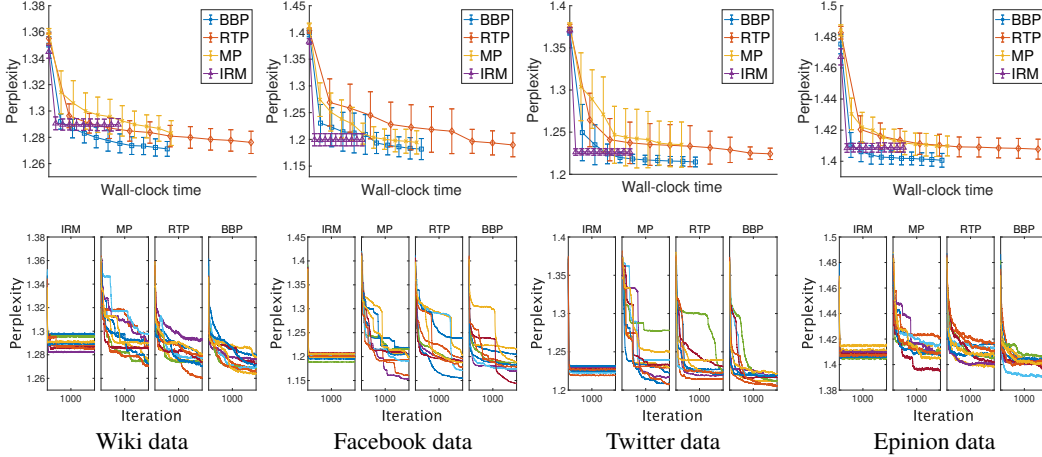 Perplexity
1.38
1.36
1.34
1.32
1.3
1.28
1.26
BBP
RTP
MP
IRM
Wall-clock time
Perplexity
1.45
1.4
1.35
1.3
1.25
1.2
1.15
BBP
RTP
MP
IRM
Wall-clock time
Perplexity
1.4
1.35
1.3
1.25
1.2
BBP
RTP
MP
IRM
Wall-clock time
Perplexity
1.5
1.48
1.46
1.44
1.42
1.4
BBP
RTP
MP
IRM
Wall-clock time
IRM MP RTP BBP
Perplexity
1.38
1.36
1.34
1.32
1.3
1.28
1.26
1000 1000 1000 1000
Iteration
IRM MP RTP BBP
Perplexity
1.45
1.4
1.35
1.3
1.25
1.2
1.15
1000 1000 1000 1000
Iteration
IRM MP RTP BBP
Perplexity
1.4
1.35
1.3
1.25
1.2
1000 1000 1000 1000
Iteration
IRM MP RTP BBP
Perplexity
1.5
1.48
1.46
1.44
1.42
1.4
1.38
1000 1000 1000 1000
Iteration
Wiki data
Facebook data
Twitter data
Epinion data